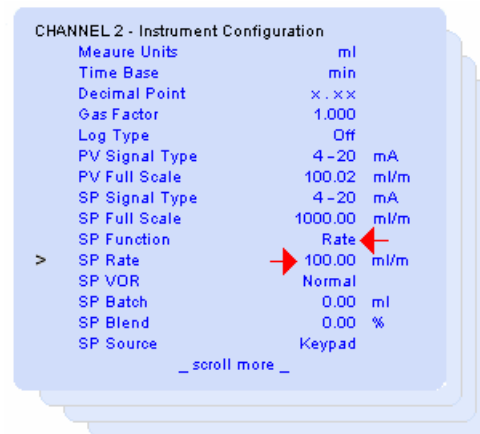 CHANNEL 2 - Instrument Configuration
Meaure Units ml
Time Base min
Decimal Point x.xx
Gas Factor 1.000
Log Type Off
PV Signal Type 4-20 mA
PV Full Scale 100.02 ml/m
SP Signal Type 4-20 mA
SP Full Scale 1000.00 ml/m
SP Function Rate
> SP Rate 100.00 ml/m
SP VOR Normal
SP Batch 0.00 ml
SP Blend 0.00 %
SP Source Keypad
_ scroll more _